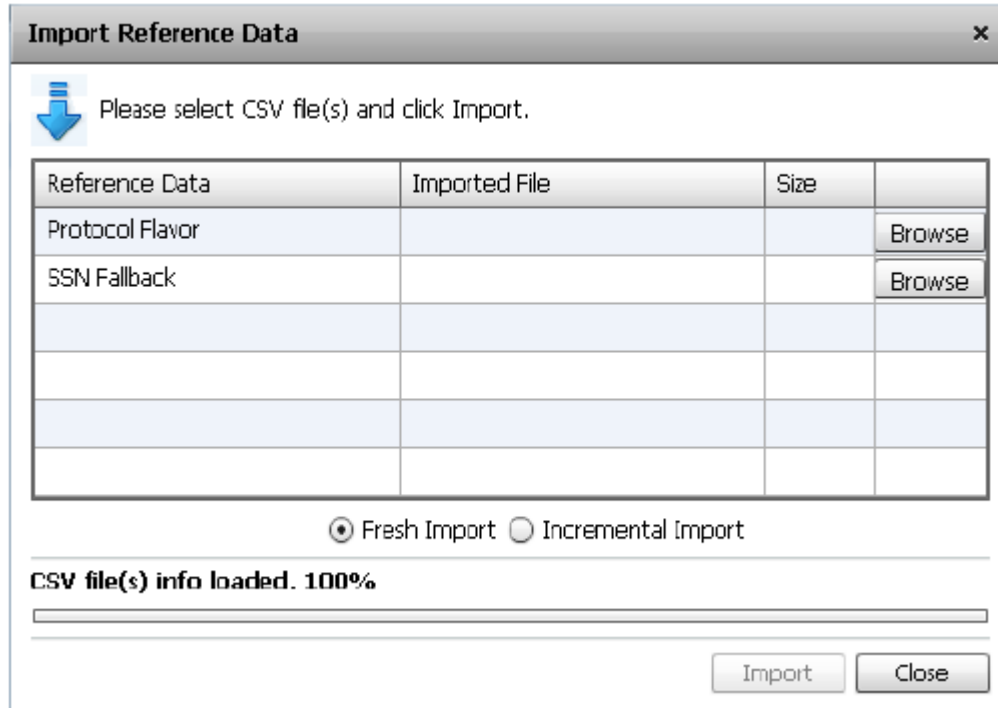 Import Reference Data ×
Please select CSV file(s) and click Import.
Reference Data Imported File Size
Protocol Flavor Browse
SSN Fallback Browse
Fresh Import Incremental Import
CSV file(s) info loaded. 100%
Import Close